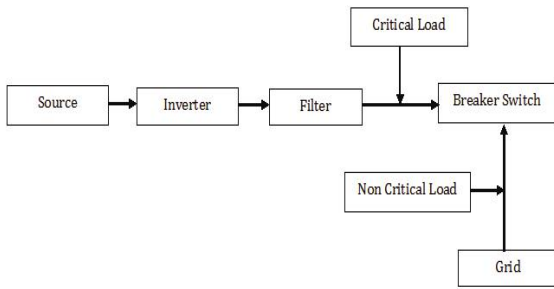 Critical Load
Source
Inverter
Filter
Breaker Switch
Non Critical Load
Grid